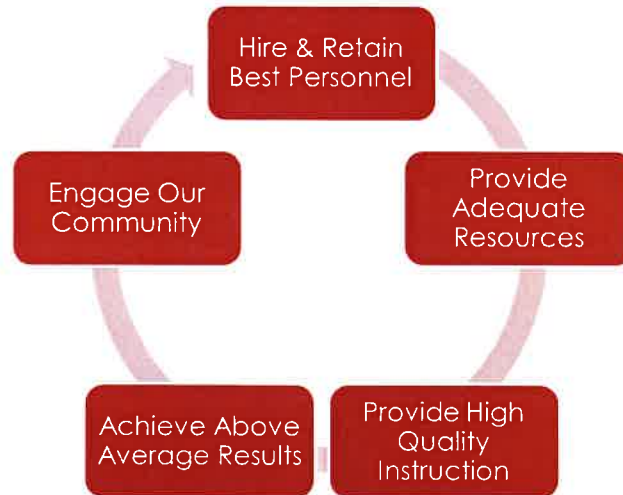 Hire & Retain
Best Personnel
Provide
Adequate
Resources
Provide High
Quality
Instruction
Achieve Above
Average Results
Engage Our
Community